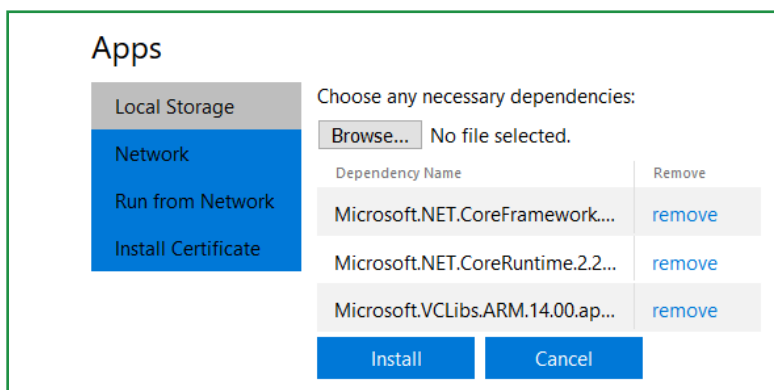 Apps
Local Storage
Network
Run from Network
Install Certificate
Choose any necessary dependencies:
Browse... No file selected.
Dependency Name Remove
Microsoft.NET.CoreFramework.... remove
Microsoft.NET.CoreRuntime.2.2... remove
Microsoft.VCLibs.ARM.14.00.ap... remove
Install Cancel